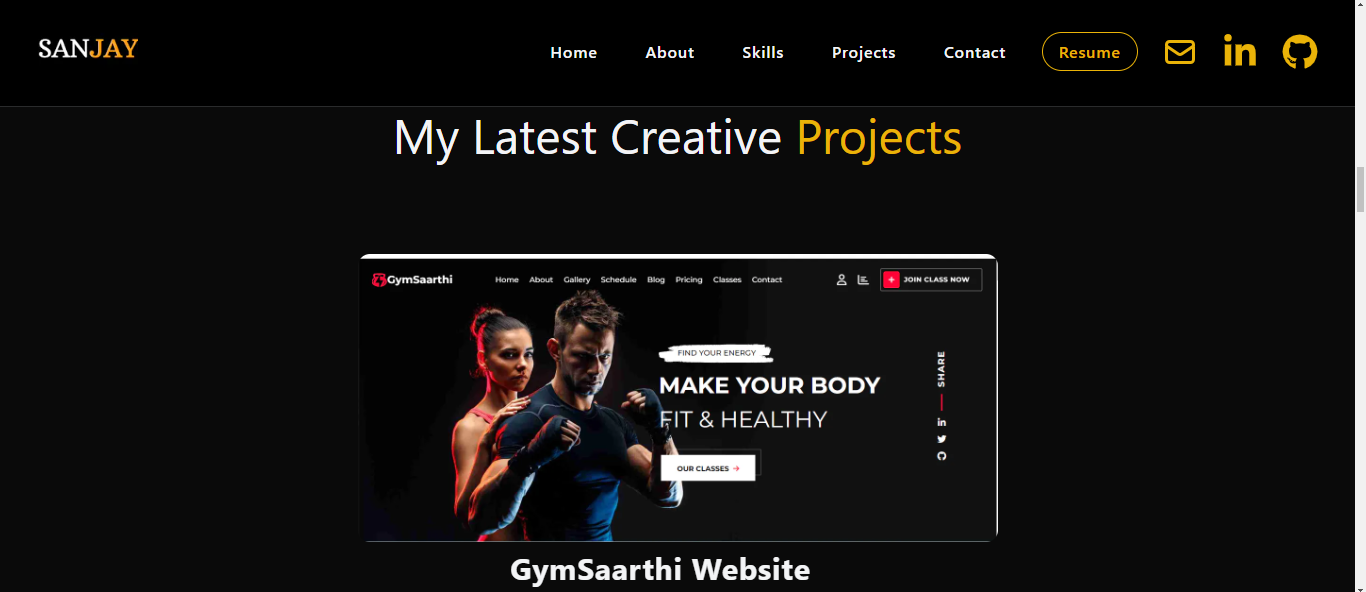 SANJAY
Home About Skills Projects Contact Resume
My Latest Creative Projects
GymSaarthi Home About Gallery Schedule Blog Pricing Classes Contact JOIN CLASS NOW
FIND YOUR ENERGY
MAKE YOUR BODY
FIT & HEALTHY
SHARE
OUR CLASSES
GymSaarthi Website